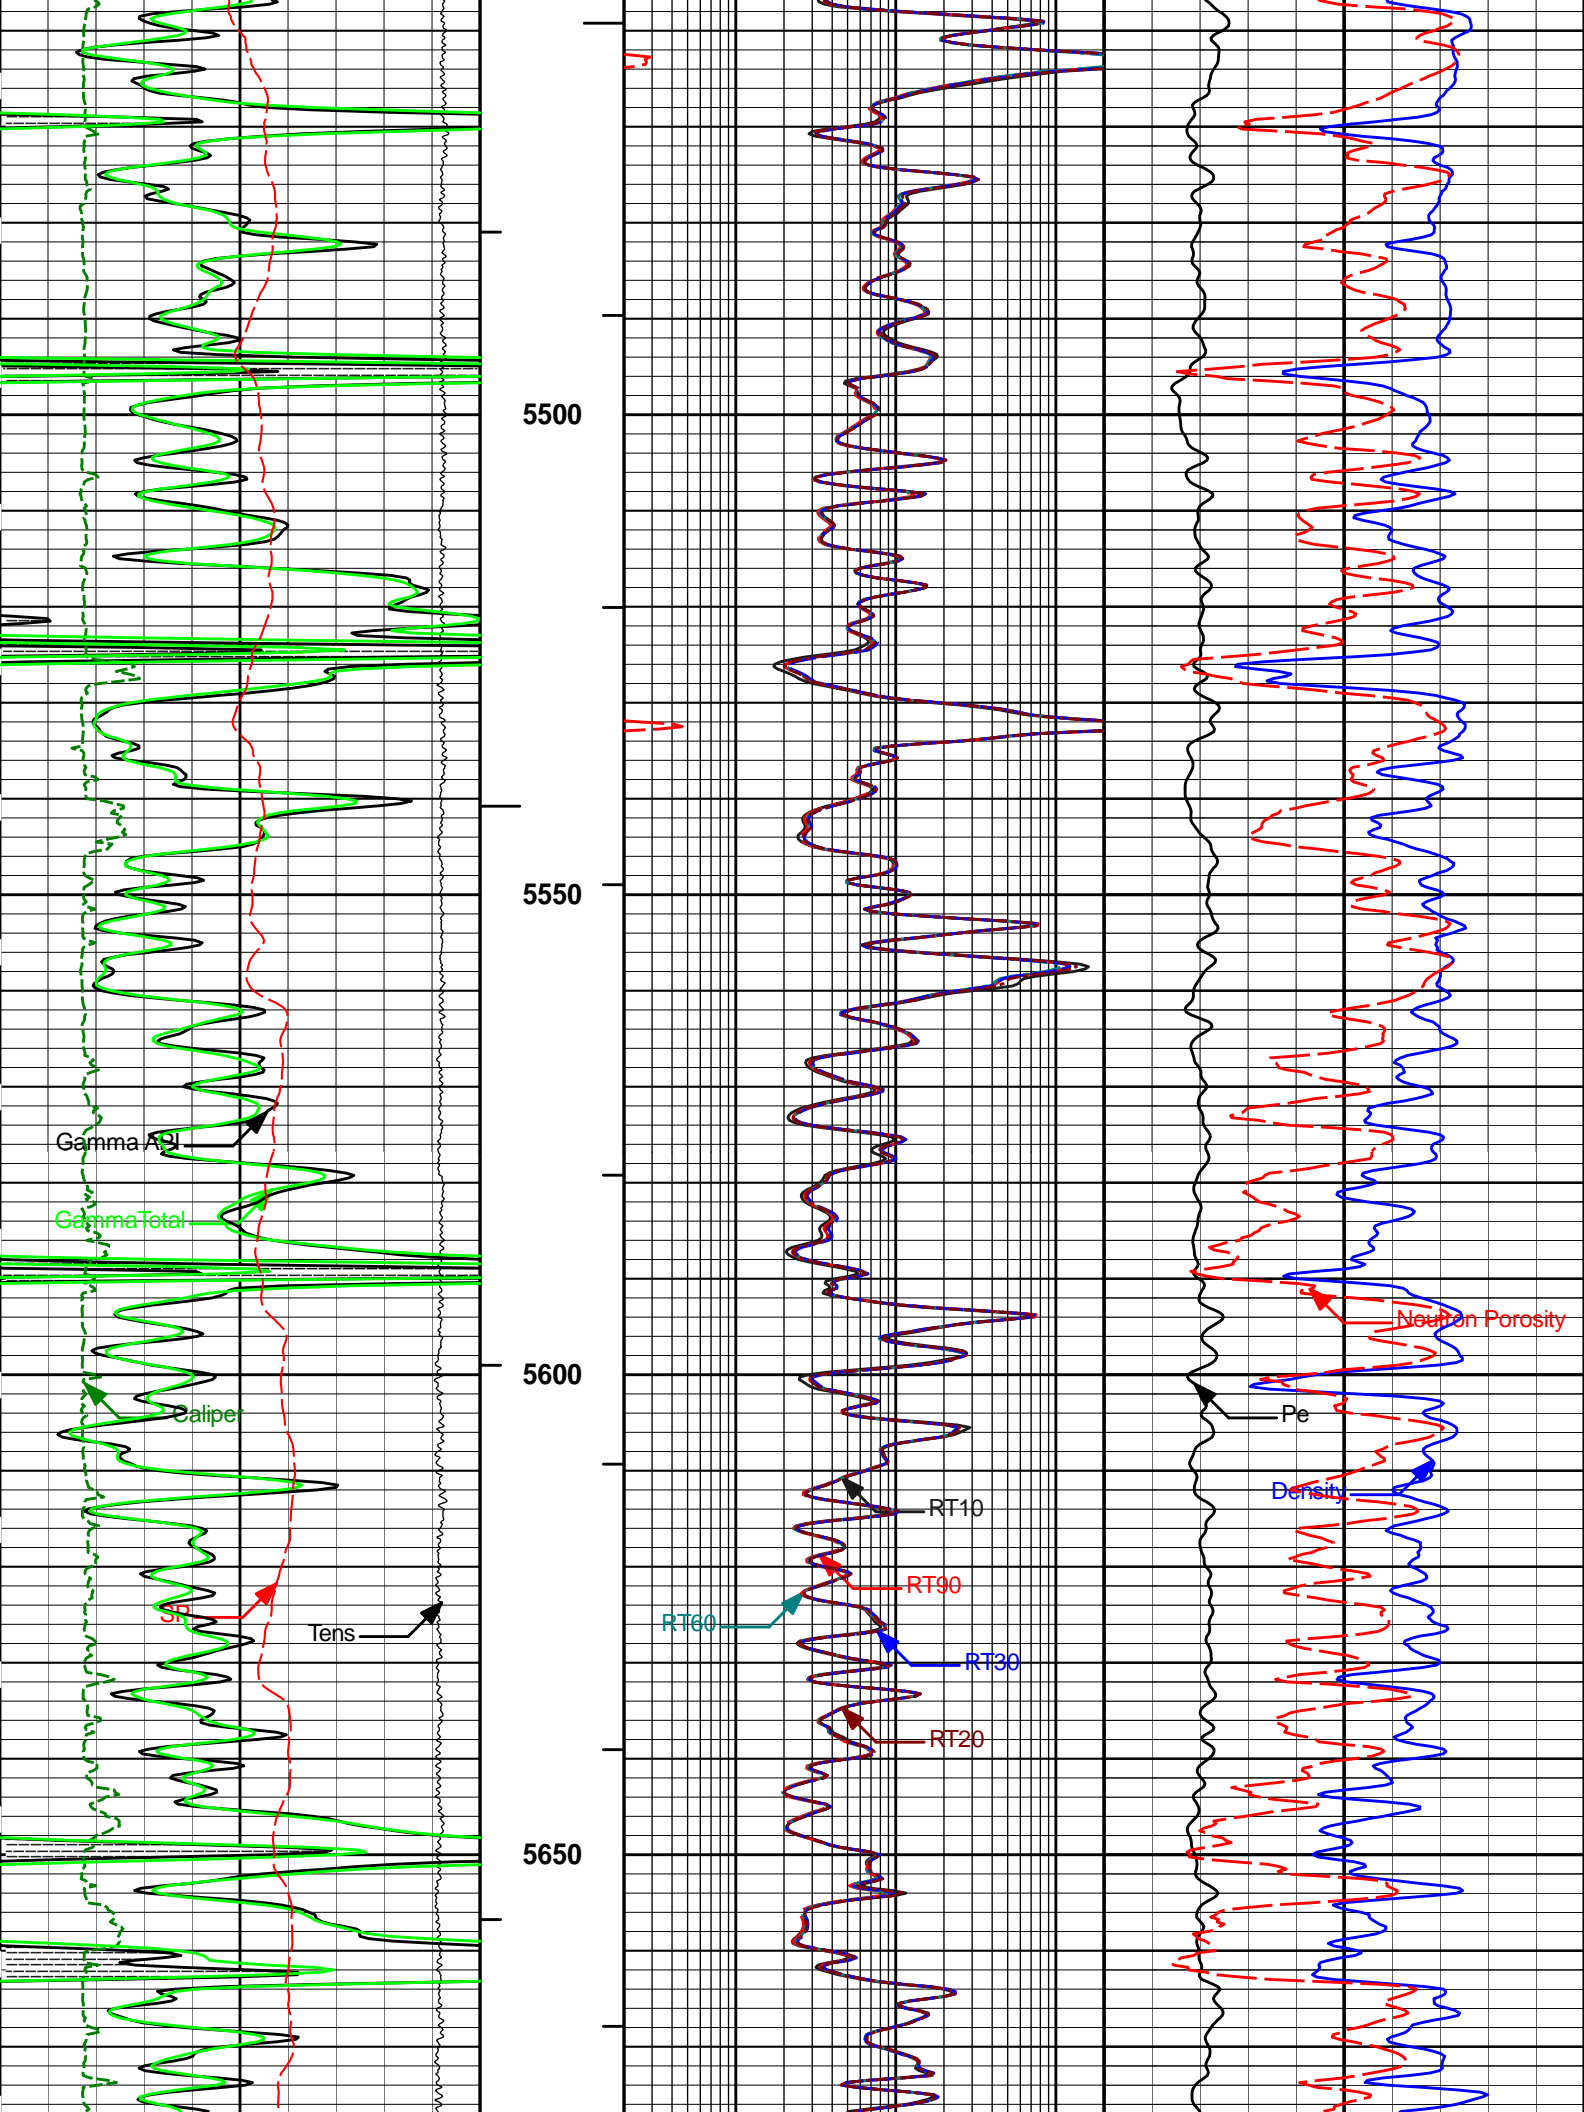 5500
5550
Gamma API
GammaTotal
Neutron Porosity
5600
Caliper
Pe
Density
RT10
RT90
SP
RT60
Tens
RT30
RT20
5650